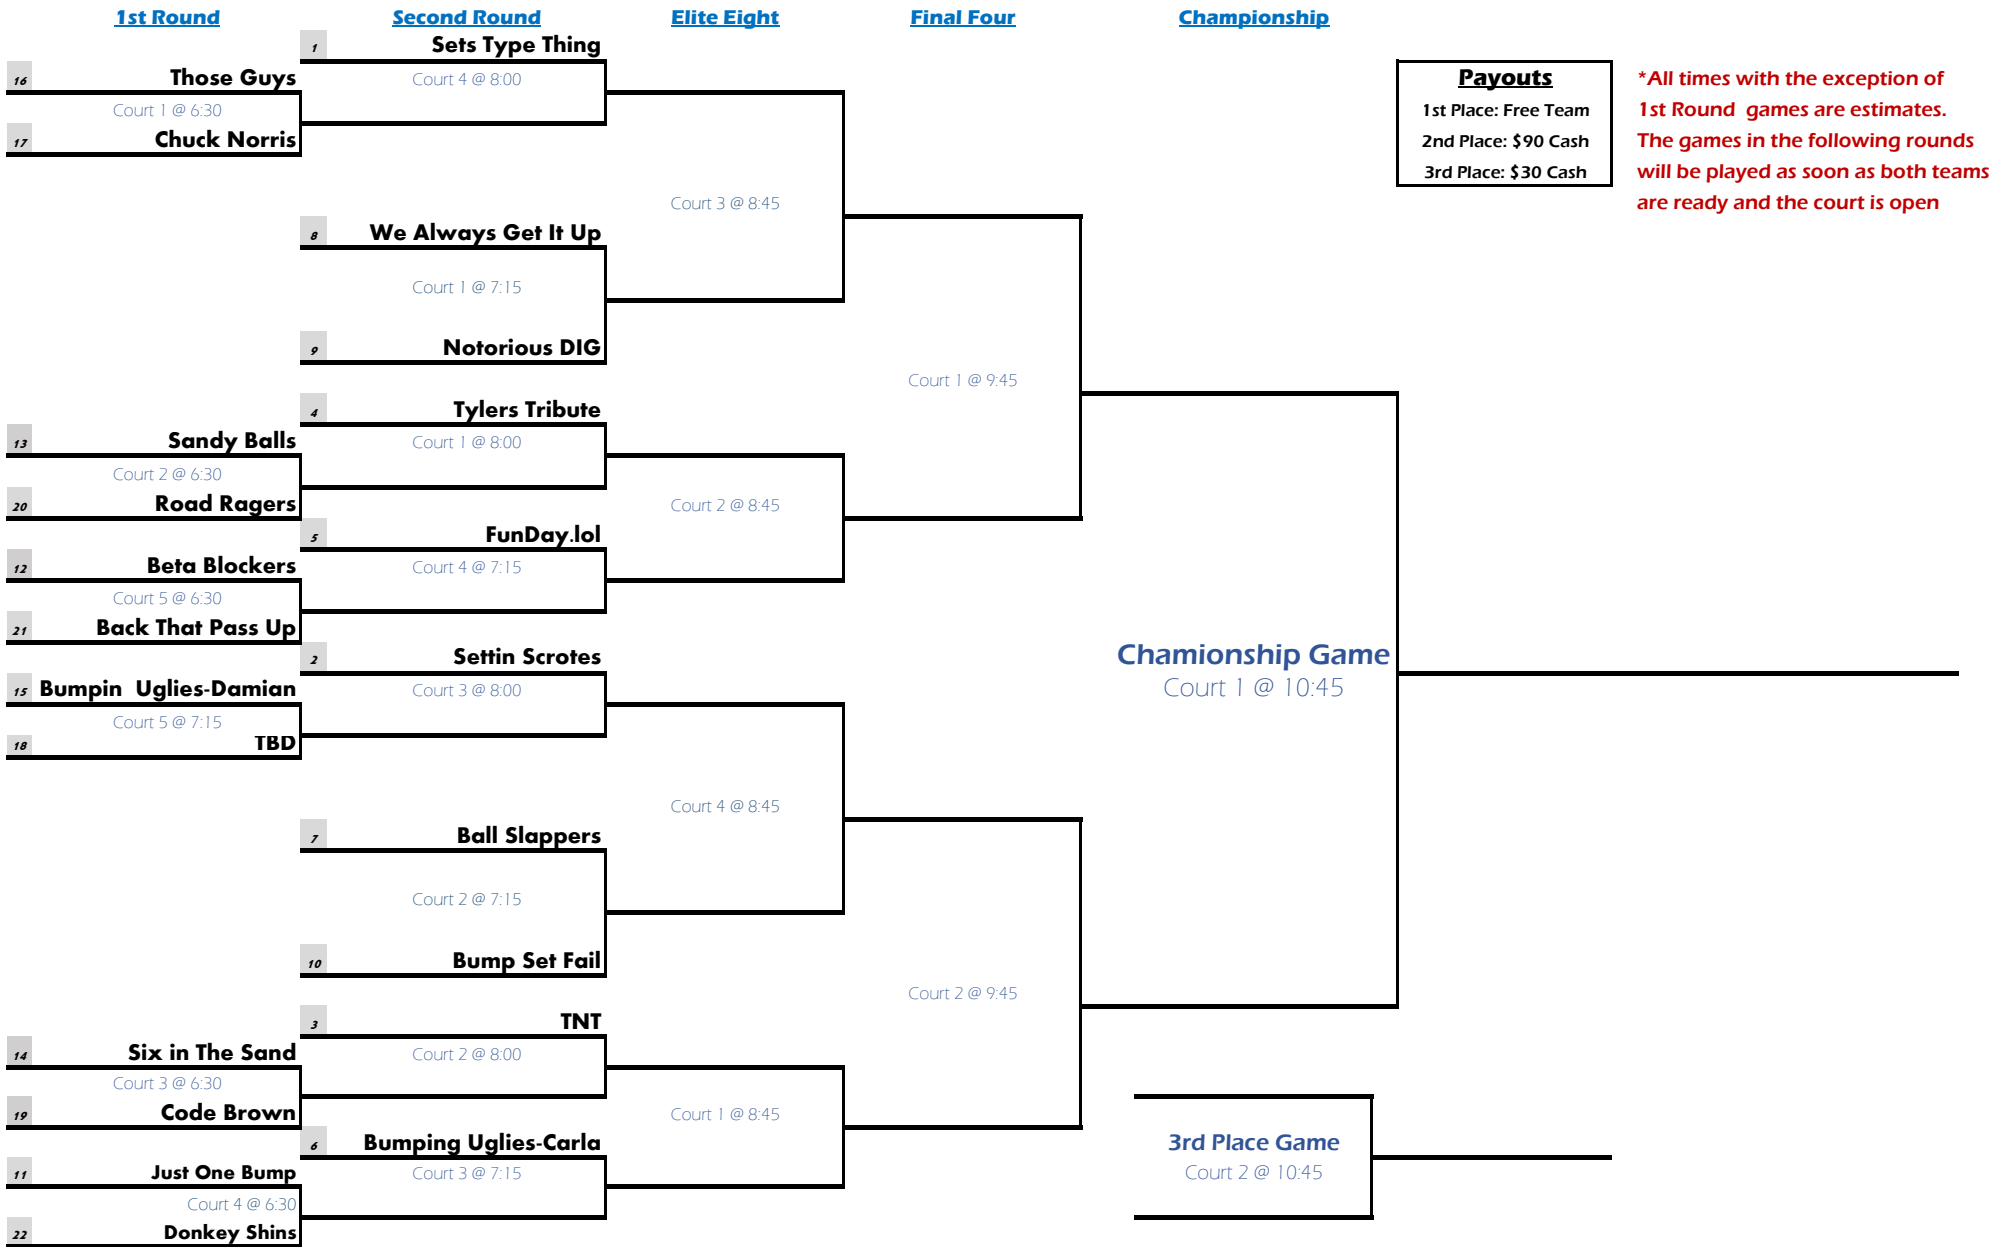 1st Round Second Round Elite Eight Final Four Championship
1 Sets Type Thing
16 Those Guys
Court 4 @ 8:00
Court 1 @ 6:30
17 Chuck Norris
Payouts
1st Place: Free Team
2nd Place: $90 Cash
3rd Place: $30 Cash
*All times with the exception of
1st Round games are estimates.
The games in the following rounds
will be played as soon as both teams
are ready and the court is open
Court 3 @ 8:45
8 We Always Get It Up
Court 1 @ 7:15
9 Notorious DIG
Court 1 @ 9:45
4 Tylers Tribute
13 Sandy Balls
Court 1 @ 8:00
Court 2 @ 6:30
20 Road Ragers
Court 2 @ 8:45
5 FunDay.lol
12 Beta Blockers
Court 4 @ 7:15
Court 5 @ 6:30
21 Back That Pass Up
2 Settin Scrotes
Chamionship Game
Court 1 @ 10:45
15 Bumpin Uglies-Damian
Court 3 @ 8:00
Court 5 @ 7:15
18 TBD
Court 4 @ 8:45
7 Ball Slappers
Court 2 @ 7:15
10 Bump Set Fail
Court 2 @ 9:45
3 TNT
14 Six in The Sand
Court 2 @ 8:00
Court 3 @ 6:30
19 Code Brown
Court 1 @ 8:45
6 Bumping Uglies-Carla
3rd Place Game
Court 2 @ 10:45
11 Just One Bump
Court 3 @ 7:15
Court 4 @ 6:30
22 Donkey Shins